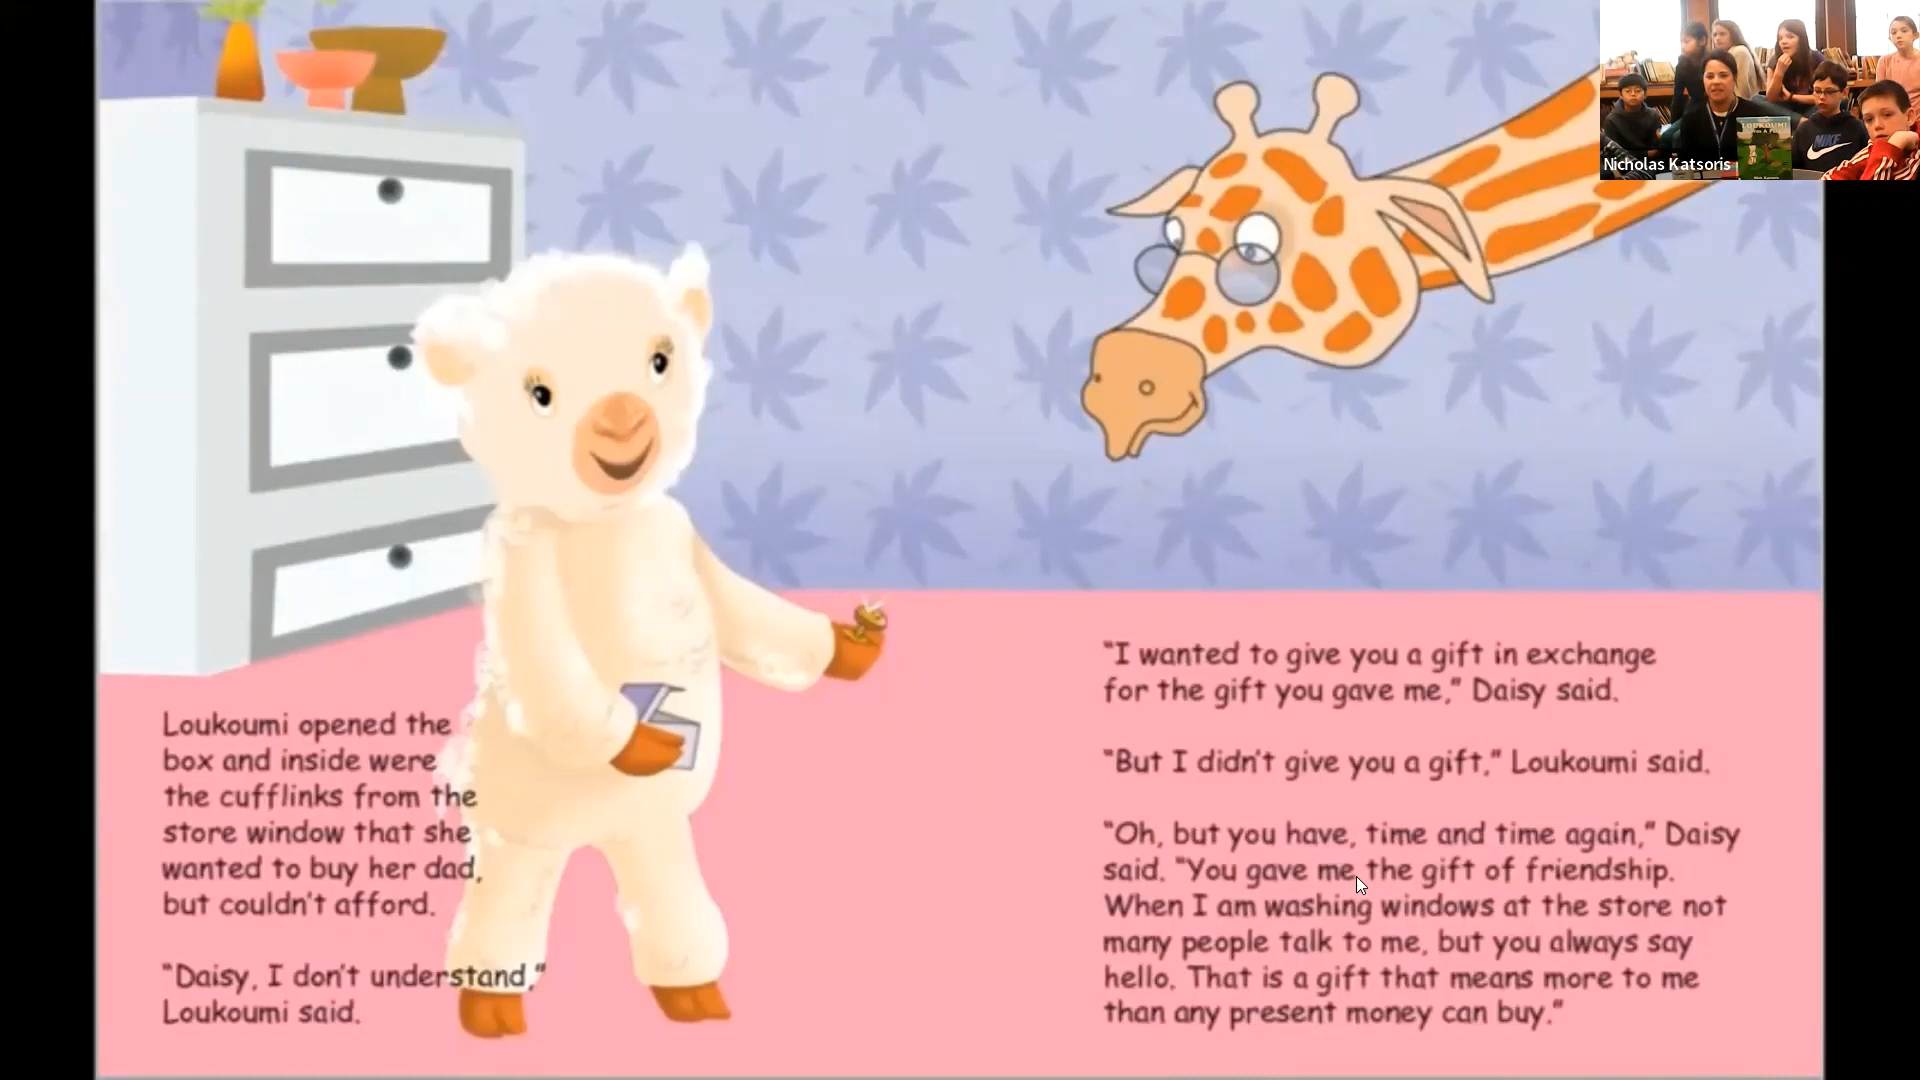 Nicholas Katsoris
LOUKOUMI
NIKE
Loukoumi opened the
box and inside were
the cufflinks from the
store window that she
wanted to buy her dad,
but couldn't afford.
"Daisy, I don't understand,"
Loukoumi said.
"I wanted to give you a gift in exchange
for the gift you gave me," Daisy said.
"But I didn't give you a gift," Loukoumi said.
"Oh, but you have, time and time again," Daisy
said. "You gave me the gift of friendship.
When I am washing windows at the store not
many people talk to me, but you always say
hello. That is a gift that means more to me
than any present money can buy."